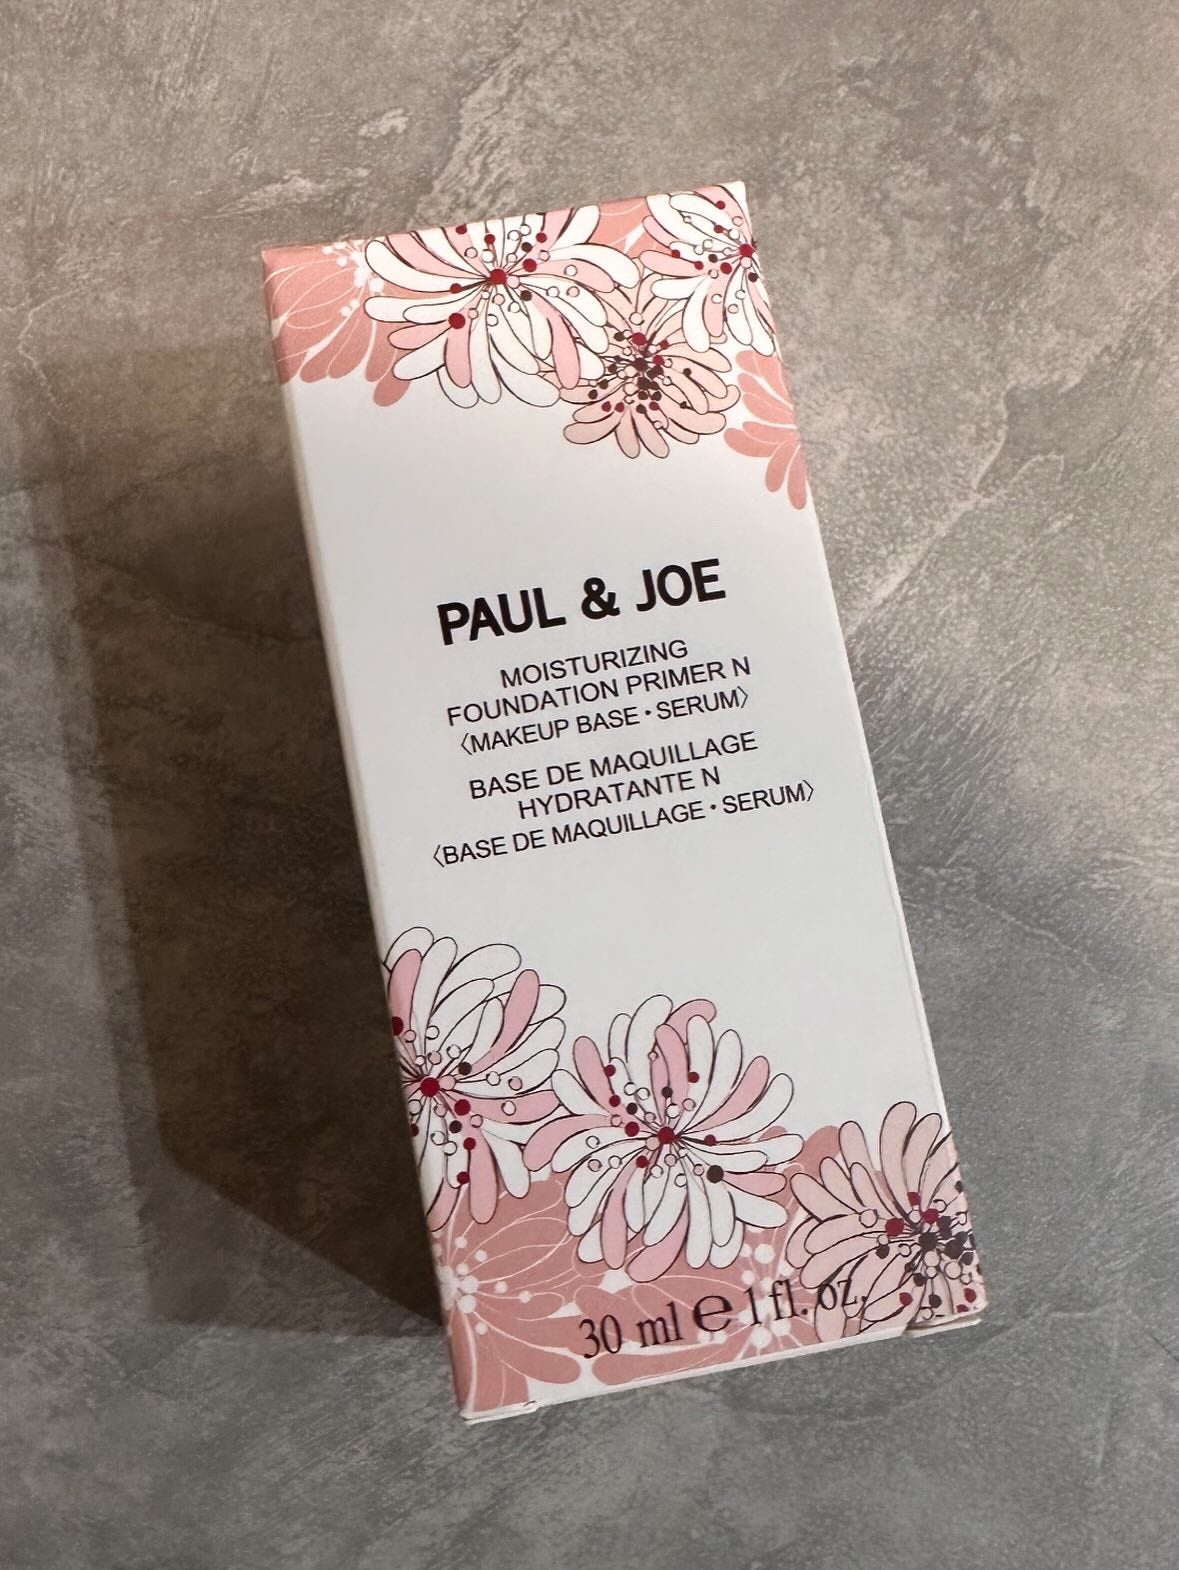 PAUL & JOE
MOISTURIZING
FOUNDATION PRIMER N
〈MAKEUP BASE・SERUM〉
BASE DE MAQUILLAGE
HYDRATANTE N
〈BASE DE MAQUILLAGE・SERUM〉
30 ml ℮ 1 fl. oz.